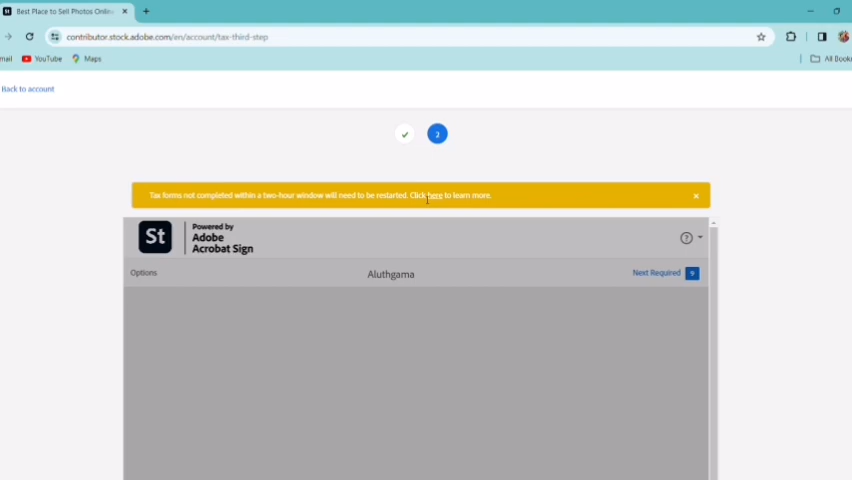 Best Place to Sell Photos Onlin
contributor.stock.adobe.com/en/account/tax-third-step
mail YouTube Maps All Book
Back to account
2
Tax forms not completed within a two-hour window will need to be restarted. Click here to learn more.
St Powered by
Adobe
Acrobat Sign
Options Aluthgama Next Required 9